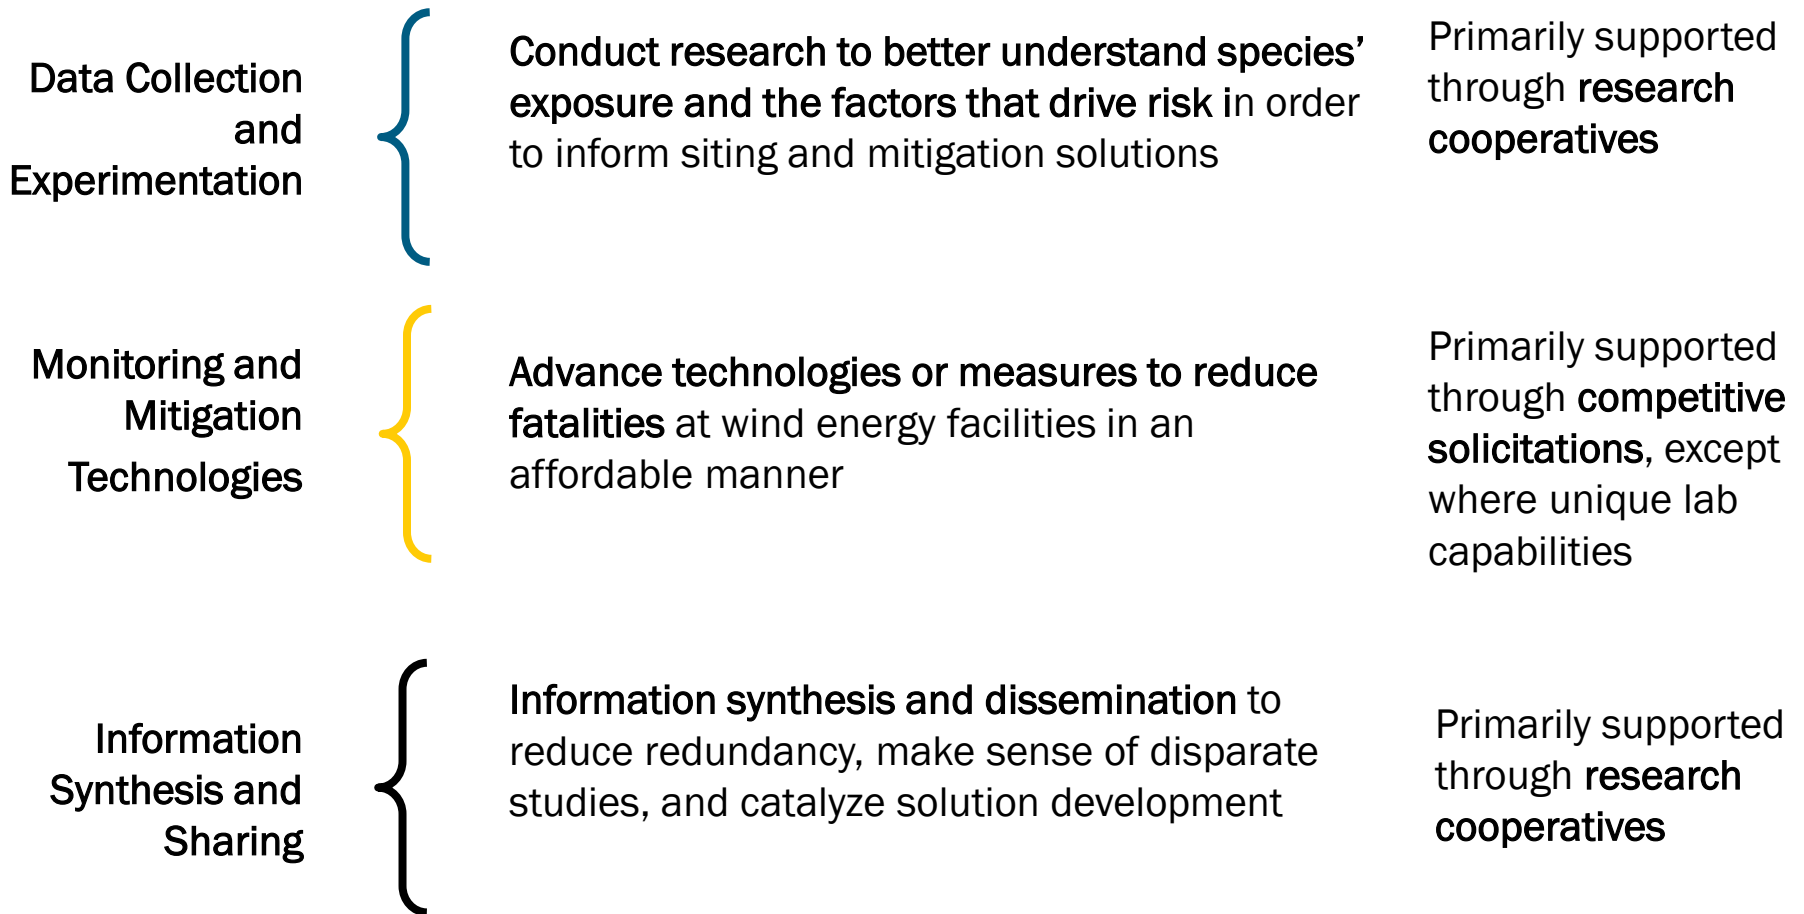 Data Collection
and
Experimentation
Conduct research to better understand species’
exposure and the factors that drive risk in order
to inform siting and mitigation solutions
Primarily supported
through research
cooperatives
Monitoring and
Mitigation
Technologies
Advance technologies or measures to reduce
fatalities at wind energy facilities in an
affordable manner
Primarily supported
through competitive
solicitations, except
where unique lab
capabilities
Information
Synthesis and
Sharing
Information synthesis and dissemination to
reduce redundancy, make sense of disparate
studies, and catalyze solution development
Primarily supported
through research
cooperatives